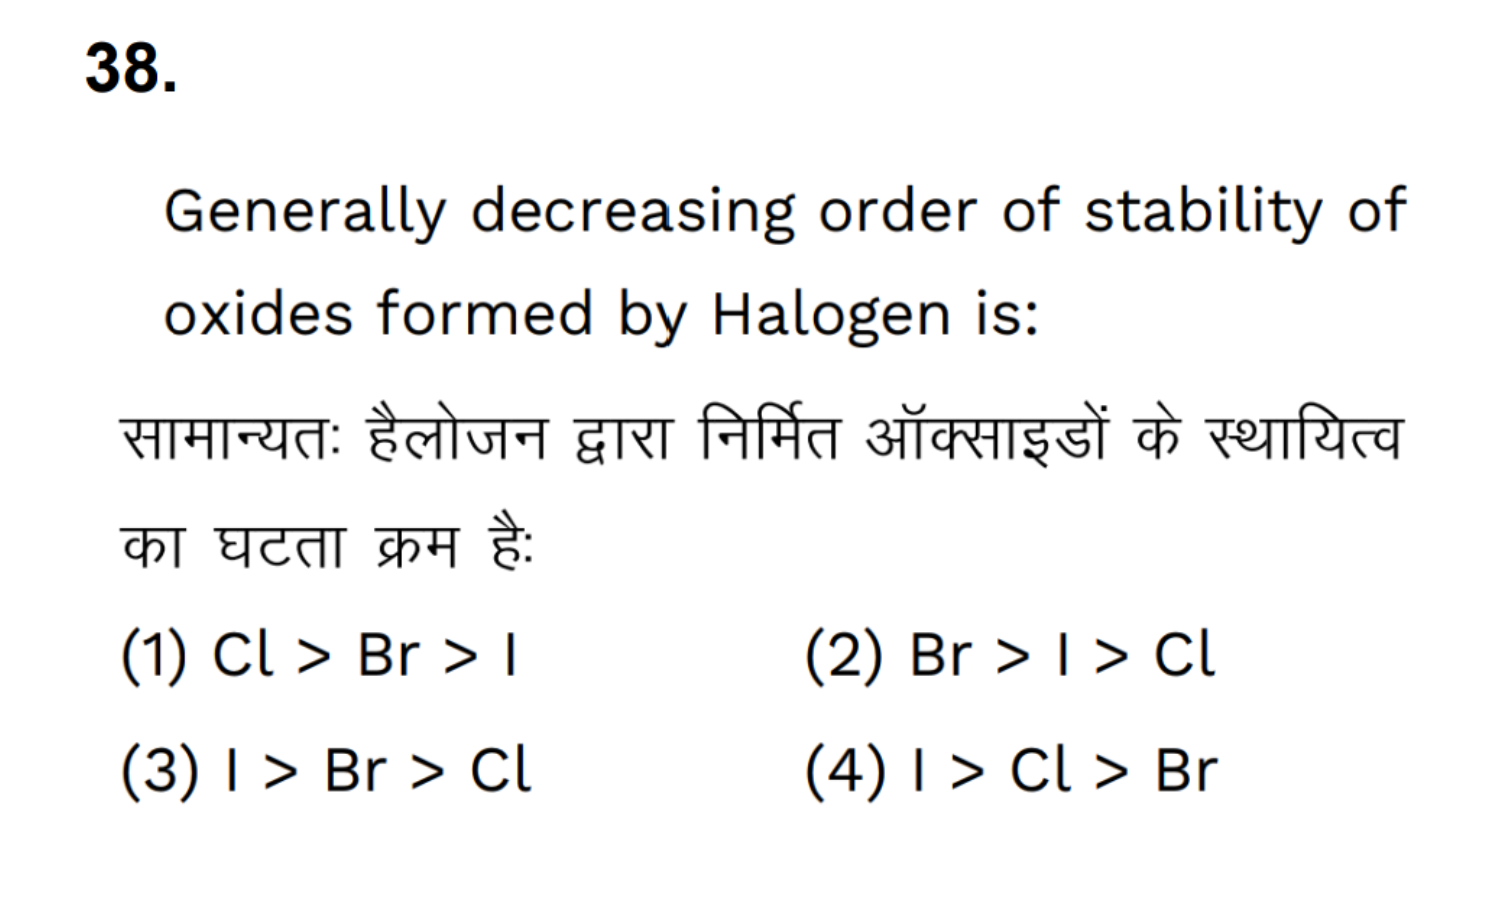 38.
Generally decreasing order of stability of
oxides formed by Halogen is:
सामान्यतः हैलोजन द्वारा निर्मित ऑक्साइडों के स्थायित्व
का घटता क्रम है:
(1) Cl > Br > I (2) Br > I > Cl
(3) I > Br > Cl (4) I > Cl > Br